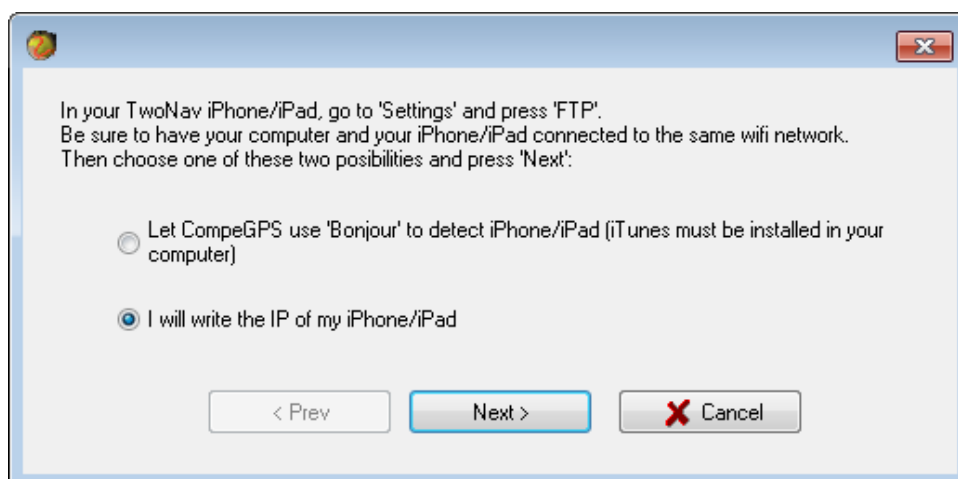 In your TwoNav iPhone/iPad, go to 'Settings' and press 'FTP'.
Be sure to have your computer and your iPhone/iPad connected to the same wifi network.
Then choose one of these two posibilities and press 'Next':
Let CompeGPS use 'Bonjour' to detect iPhone/iPad (iTunes must be installed in your
computer)
I will write the IP of my iPhone/iPad
< Prev
Next >
Cancel